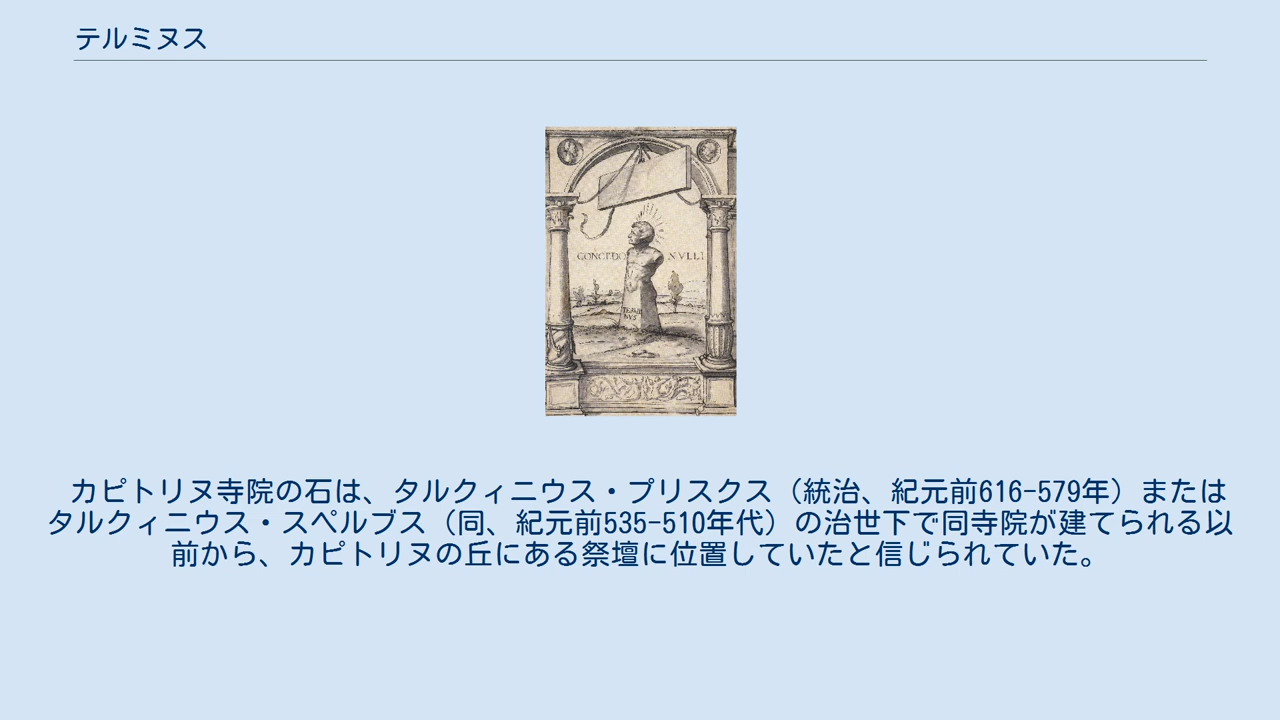 テルミヌス
CONCEDO NVLLI
TERMI
NVS
カピトリヌ寺院の石は、タルクィニウス・プリスクス（統治、紀元前616-579年）または
タルクィニウス・スペルブス（同、紀元前535-510年代）の治世下で同寺院が建てられる以
前から、カピトリヌの丘にある祭壇に位置していたと信じられていた。